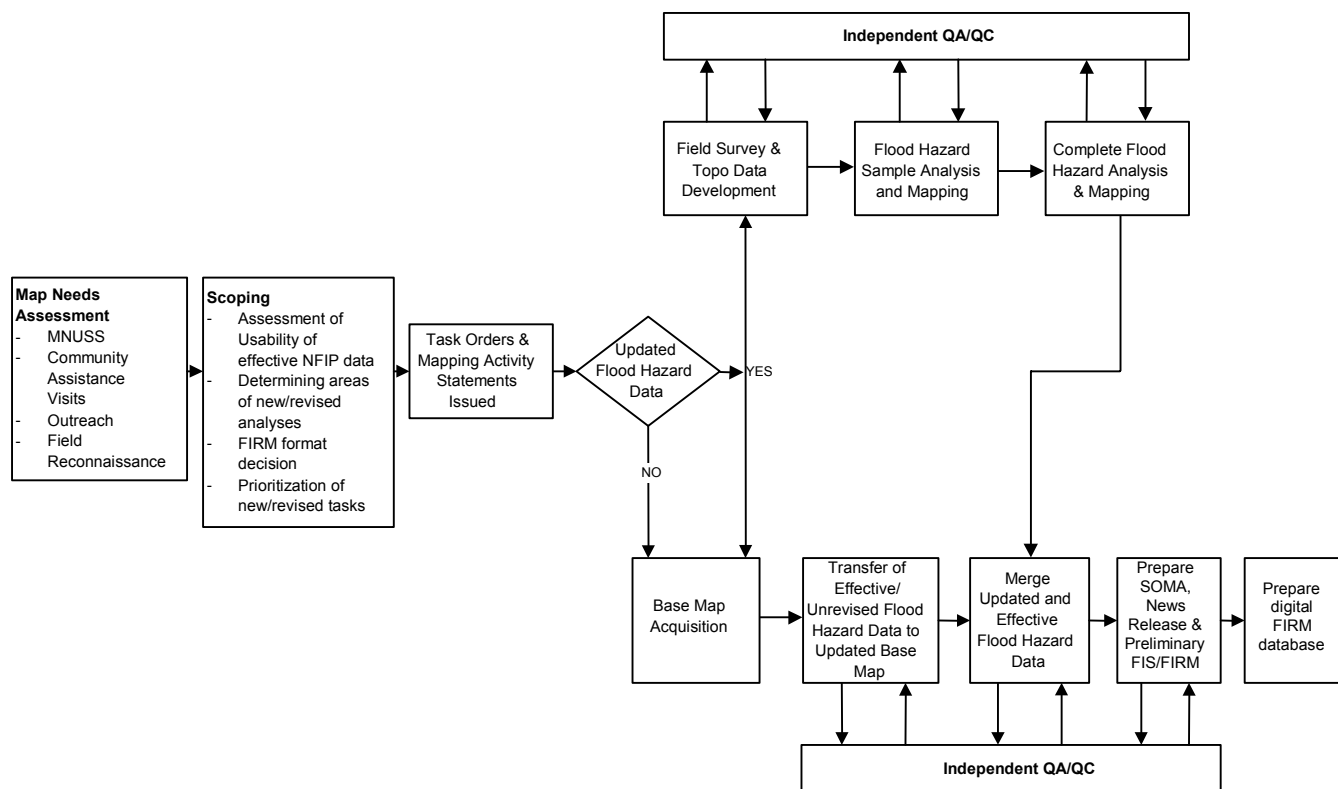 Independent QA/QC
Field Survey &
Topo Data
Development
Flood Hazard
Sample Analysis
and Mapping
Complete Flood
Hazard Analysis
& Mapping
Map Needs
Assessment
- MNUSS
- Community
Assistance
Visits
- Outreach
- Field
Reconnaissance
Scoping
- Assessment of
Usability of
effective NFIP data
- Determining areas
of new/revised
analyses
- FIRM format
decision
- Prioritization of
new/revised tasks
Task Orders &
Mapping Activity
Statements
Issued
Updated
Flood Hazard
Data
YES
NO
Base Map
Acquisition
Transfer of
Effective/
Unrevised Flood
Hazard Data to
Updated Base
Map
Merge
Updated and
Effective
Flood Hazard
Data
Prepare
SOMA,
News
Release &
Preliminary
FIS/FIRM
Prepare
digital
FIRM
database
Independent QA/QC